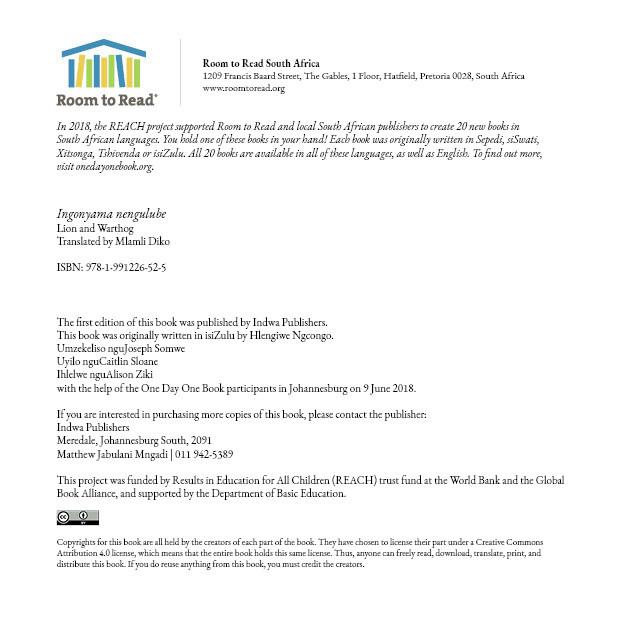 Room to Read
Room to Read South Africa
1209 Francis Baard Street, The Gables, 1 Floor, Hatfield, Pretoria 0028, South Africa
www.roomtoread.org
In 2018, the REACH project supported Room to Read and local South African publishers to create 20 new books in
South African languages. You hold one of these books in your hand! Each book was originally written in Sepedi, siSwati,
Xitsonga, Tshivenda or isiZulu. All 20 books are available in all of these languages, as well as English. To find out more,
visit onedayonebook.org.
Ingonyama nengulube
Lion and Warthog
Translated by Mlamli Diko
ISBN: 978-1-991226-52-5
The first edition of this book was published by Indwa Publishers.
This book was originally written in isiZulu by Hlengiwe Ngcongo.
Umzekeliso nguJoseph Somwe
Uyilo nguCaitlin Sloane
Ihlelwe nguAlison Ziki
with the help of the One Day One Book participants in Johannesburg on 9 June 2018.
If you are interested in purchasing more copies of this book, please contact the publisher:
Indwa Publishers
Meredale, Johannesburg South, 2091
Matthew Jabulani Mngadi | 011 942-5389
This project was funded by Results in Education for All Children (REACH) trust fund at the World Bank and the Global
Book Alliance, and supported by the Department of Basic Education.
cc BY
Copyrights for this book are all held by the creators of each part of the book. They have chosen to license their part under a Creative Commons
Attribution 4.0 license, which means that the entire book holds this same license. Thus, anyone can freely read, download, translate, print, and
distribute this book. If you do reuse anything from this book, you must credit the creators.